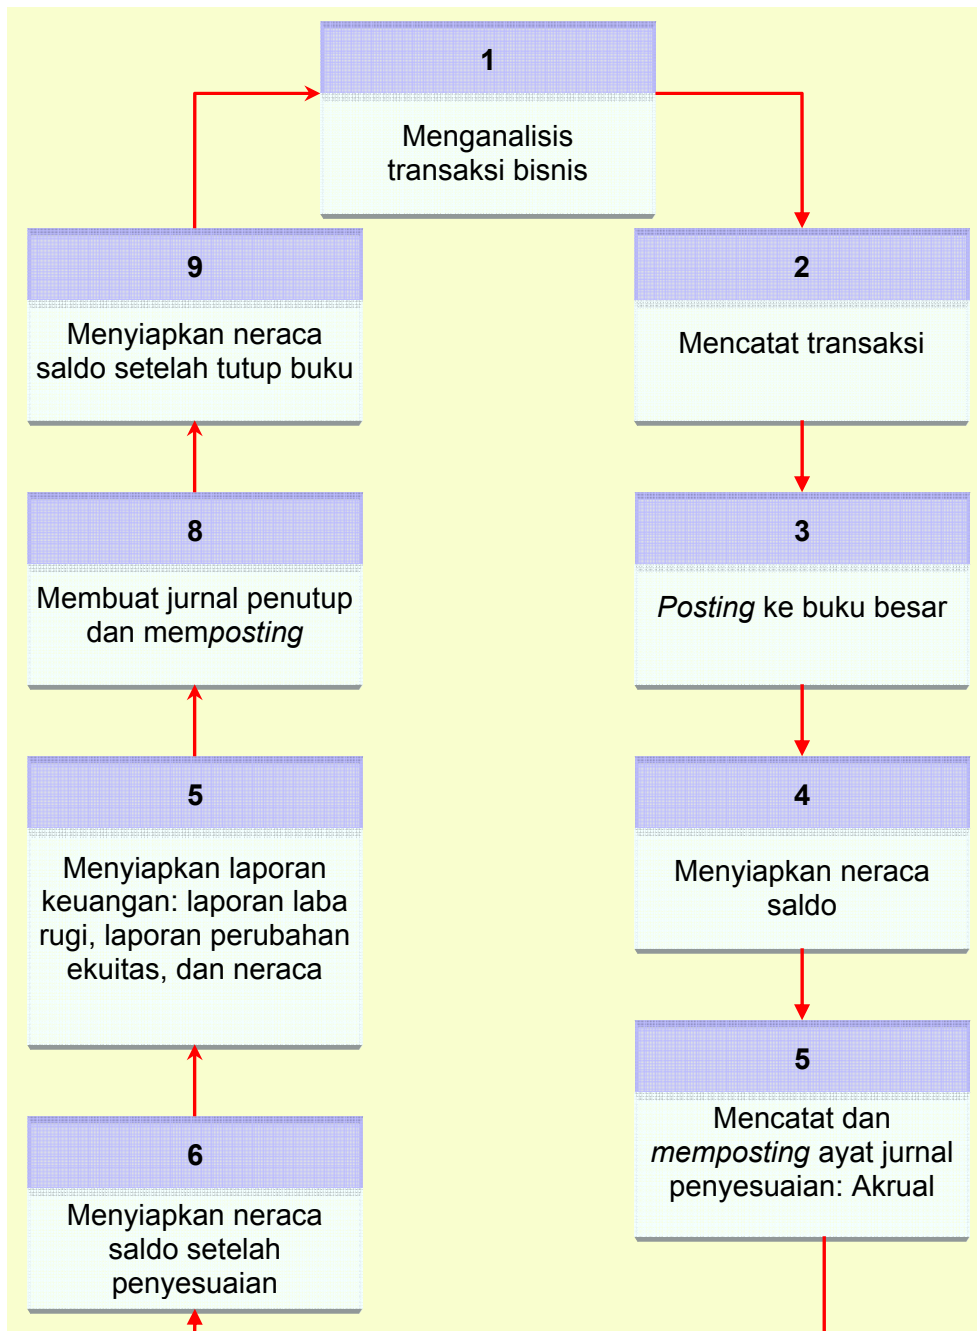 1
Menganalisis
transaksi bisnis
2
Mencatat transaksi
3
Posting ke buku besar
4
Menyiapkan neraca
saldo
5
Mencatat dan
memposting ayat jurnal
penyesuaian: Akrual
6
Menyiapkan neraca
saldo setelah
penyesuaian
5
Menyiapkan laporan
keuangan: laporan laba
rugi, laporan perubahan
ekuitas, dan neraca
8
Membuat jurnal penutup
dan memposting
9
Menyiapkan neraca
saldo setelah tutup buku